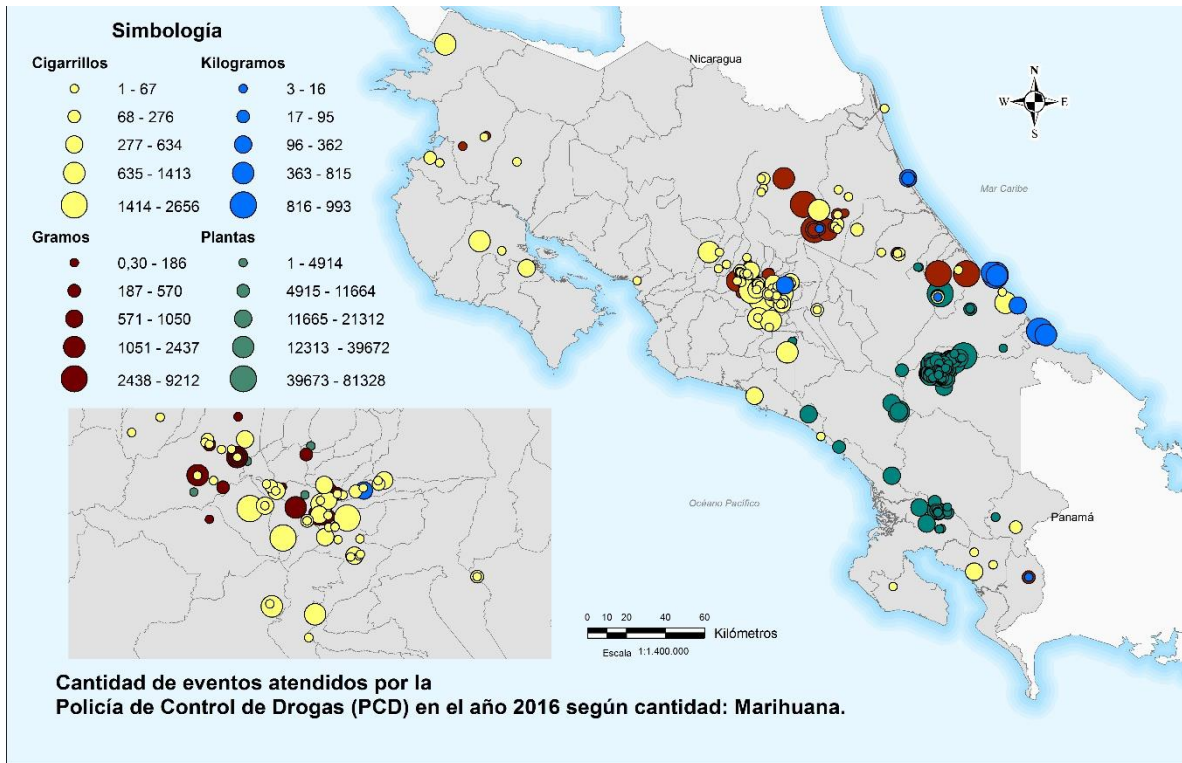 Simbología
Cigarrillos
1 - 67
68 - 276
277 - 634
635 - 1413
1414 - 2656
Kilogramos
3 - 16
17 - 95
96 - 362
363 - 815
816 - 993
Gramos
0,30 - 186
187 - 570
571 - 1050
1051 - 2437
2438 - 9212
Plantas
1 - 4914
4915 - 11664
11665 - 21312
12313 - 39672
39673 - 81328
Nicaragua
N
W E
S
Mar Caribe
Océano Pacífico
Panamá
0 10 20 40 60
Kilómetros
Escala 1:1.400.000
Cantidad de eventos atendidos por la
Policía de Control de Drogas (PCD) en el año 2016 según cantidad: Marihuana.